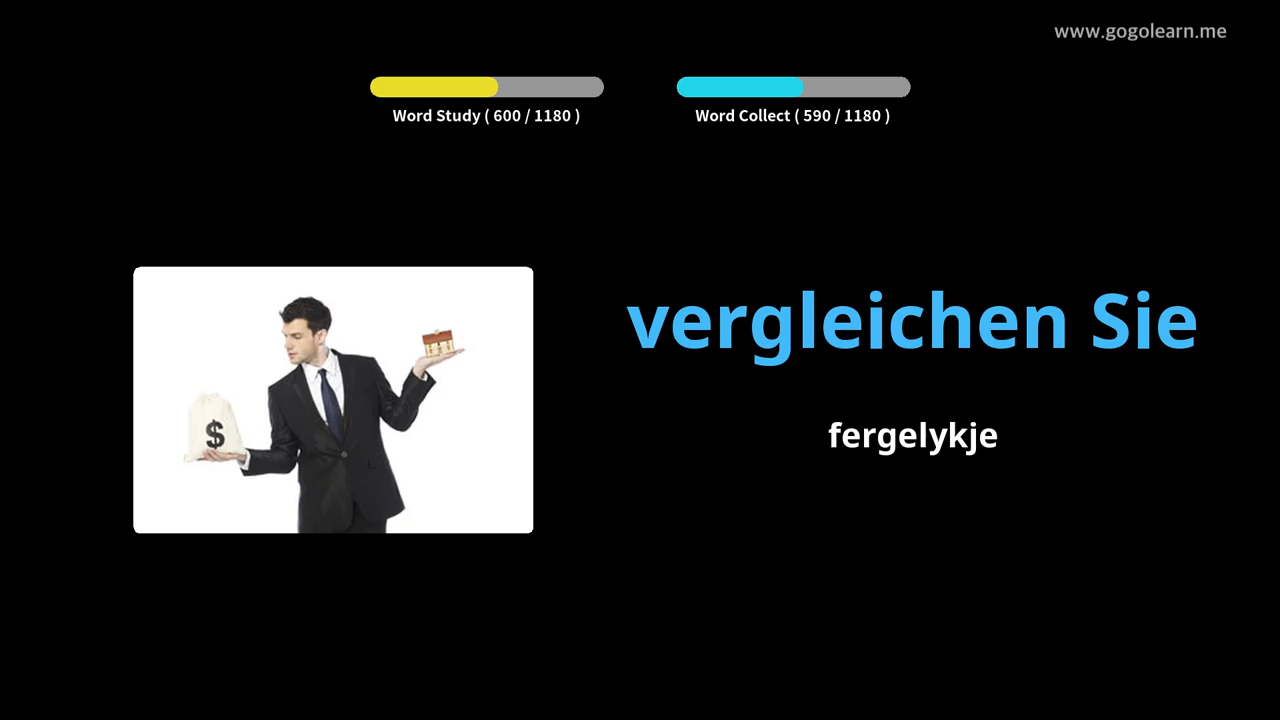 www.gogolearn.me
Word Study ( 600 / 1180 )
Word Collect ( 590 / 1180 )
vergleichen Sie
fergelykje
$